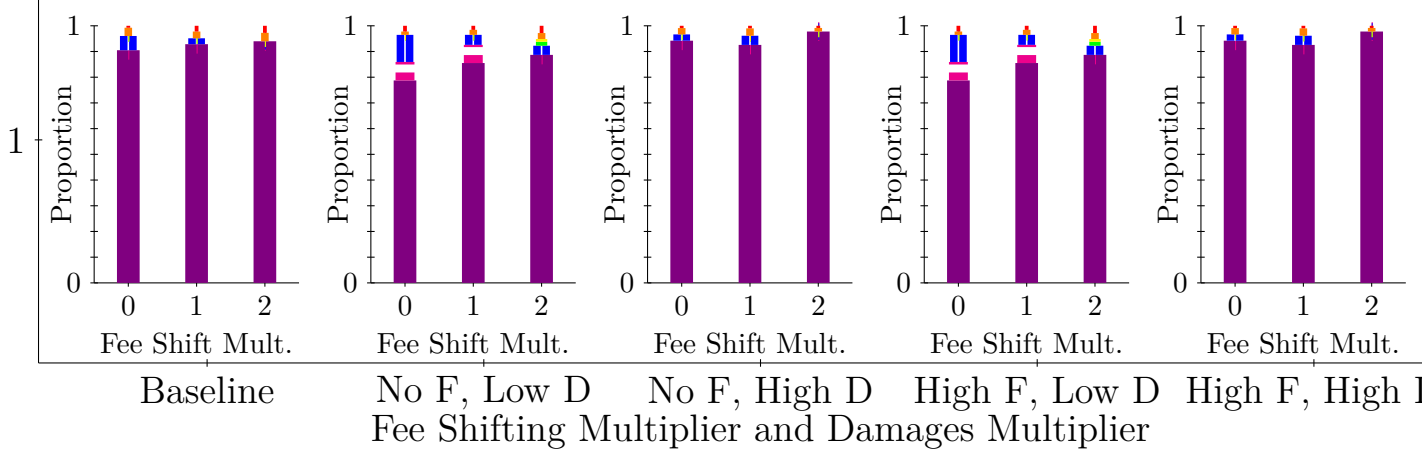 1
Proportion
0
0 1 2
Fee Shift Mult.
1
Proportion
0
0 1 2
Fee Shift Mult.
1
Proportion
0
0 1 2
Fee Shift Mult.
1
Proportion
0
0 1 2
Fee Shift Mult.
1
Proportion
0
0 1 2
Fee Shift Mult.
1
Baseline
No F, Low D
No F, High D
High F, Low D
High F, High
Fee Shifting Multiplier and Damages Multiplier